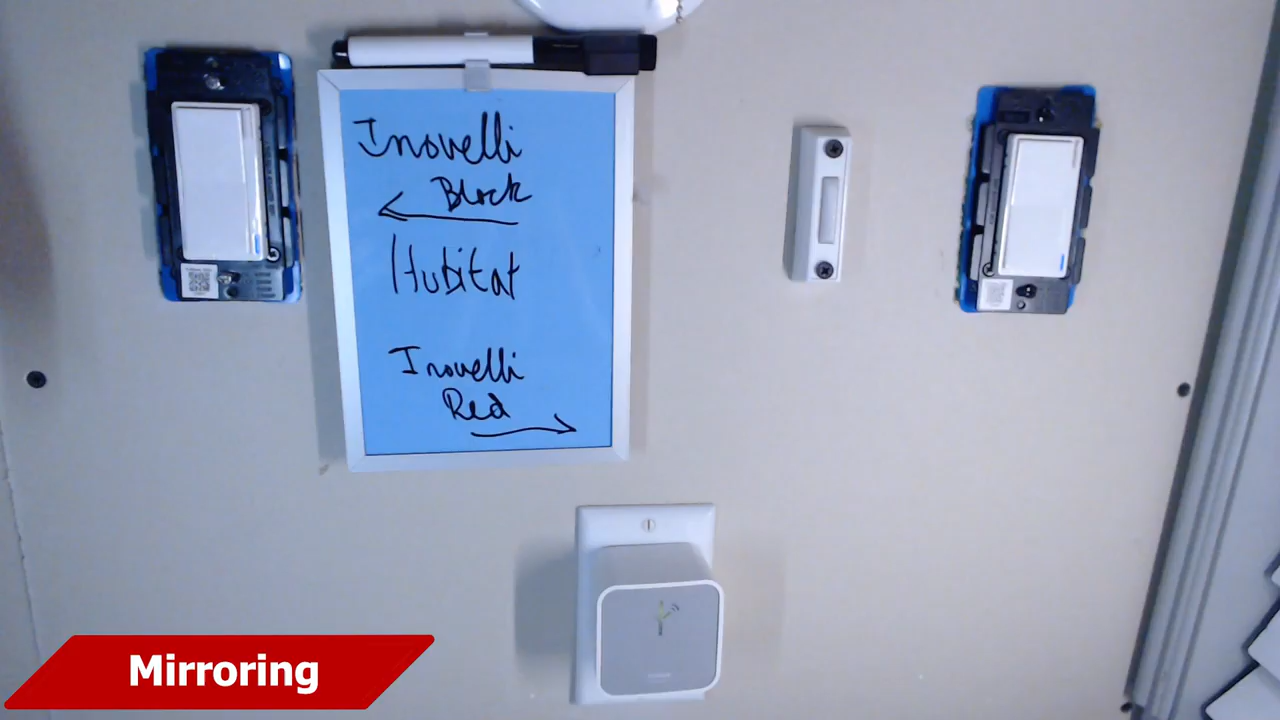 Inovelli
Black
Hubitat
Inovelli
Red
Mirroring